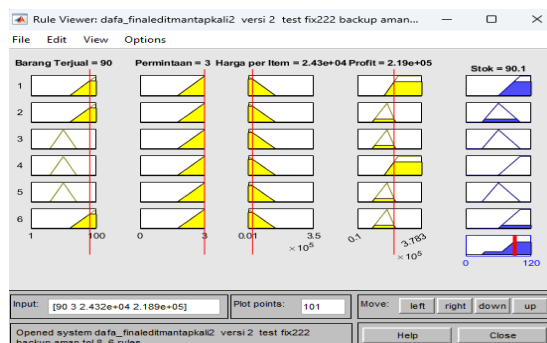 Rule Viewer: dafa_finaleditmantapkali2 versi 2 test fix222 backup aman...
File Edit View Options
Barang Terjual = 90 Permintaan = 3 Harga per Item = 2.43e+04 Profit = 2.19e+05 Stok = 90.1
1
2
3
4
5
6
1 100 0 3 0.01 3.5 0.1 3.783
× 10⁵ × 10⁵
0 120
Input: [90 3 2.432e+04 2.189e+05] Plot points: 101 Move: left right down up
Opened system dafa_finaleditmantapkali2 versi 2 test fix222
backup aman 8, 6 rules
Help Close